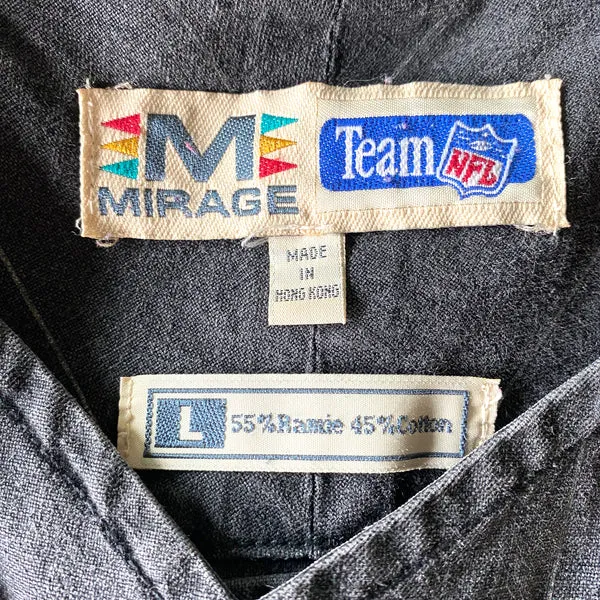 M
MIRAGE
Team NFL
MADE
IN
HONG KONG
L 55%Ramie 45%Cotton